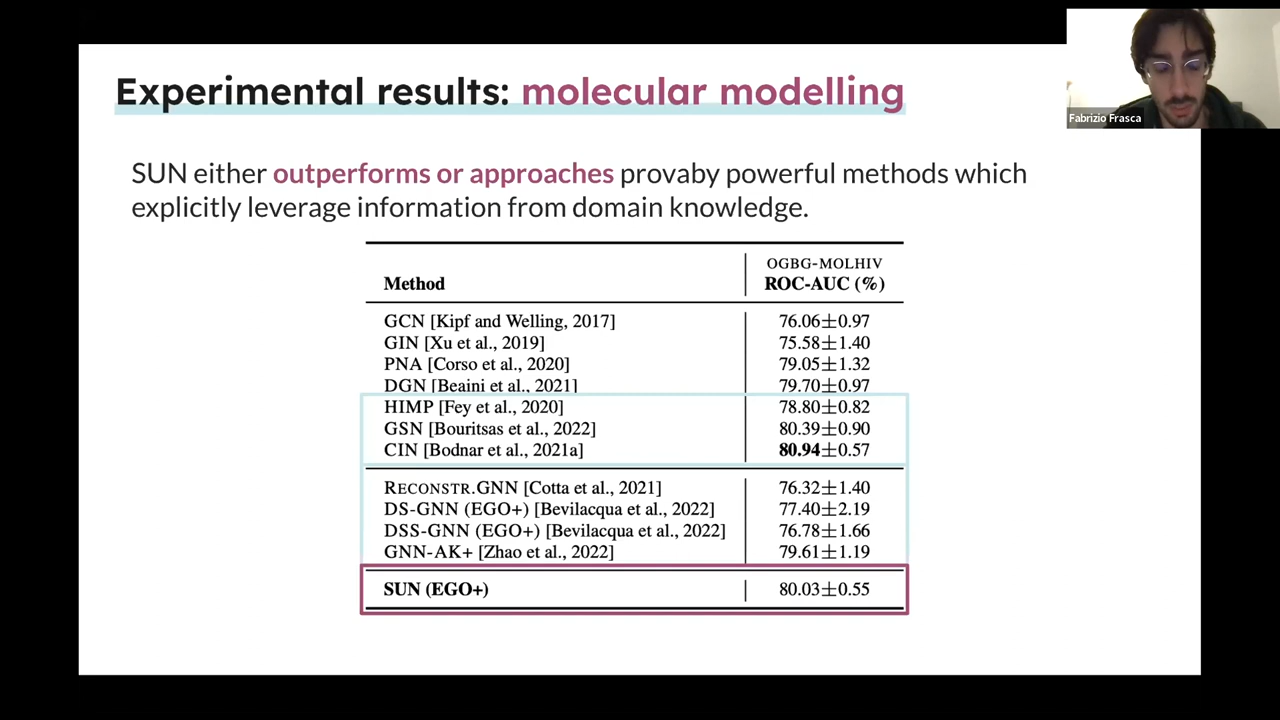 Experimental results: molecular modelling
Fabrizio Frasca
SUN either outperforms or approaches provaby powerful methods which
explicitly leverage information from domain knowledge.
OGBG-MOLHIV
Method ROC-AUC (%)
GCN [Kipf and Welling, 2017] 76.06±0.97
GIN [Xu et al., 2019] 75.58±1.40
PNA [Corso et al., 2020] 79.05±1.32
DGN [Beaini et al., 2021] 79.70±0.97
HIMP [Fey et al., 2020] 78.80±0.82
GSN [Bouritsas et al., 2022] 80.39±0.90
CIN [Bodnar et al., 2021a] 80.94±0.57
RECONSTR.GNN [Cotta et al., 2021] 76.32±1.40
DS-GNN (EGO+) [Bevilacqua et al., 2022] 77.40±2.19
DSS-GNN (EGO+) [Bevilacqua et al., 2022] 76.78±1.66
GNN-AK+ [Zhao et al., 2022] 79.61±1.19
SUN (EGO+) 80.03±0.55